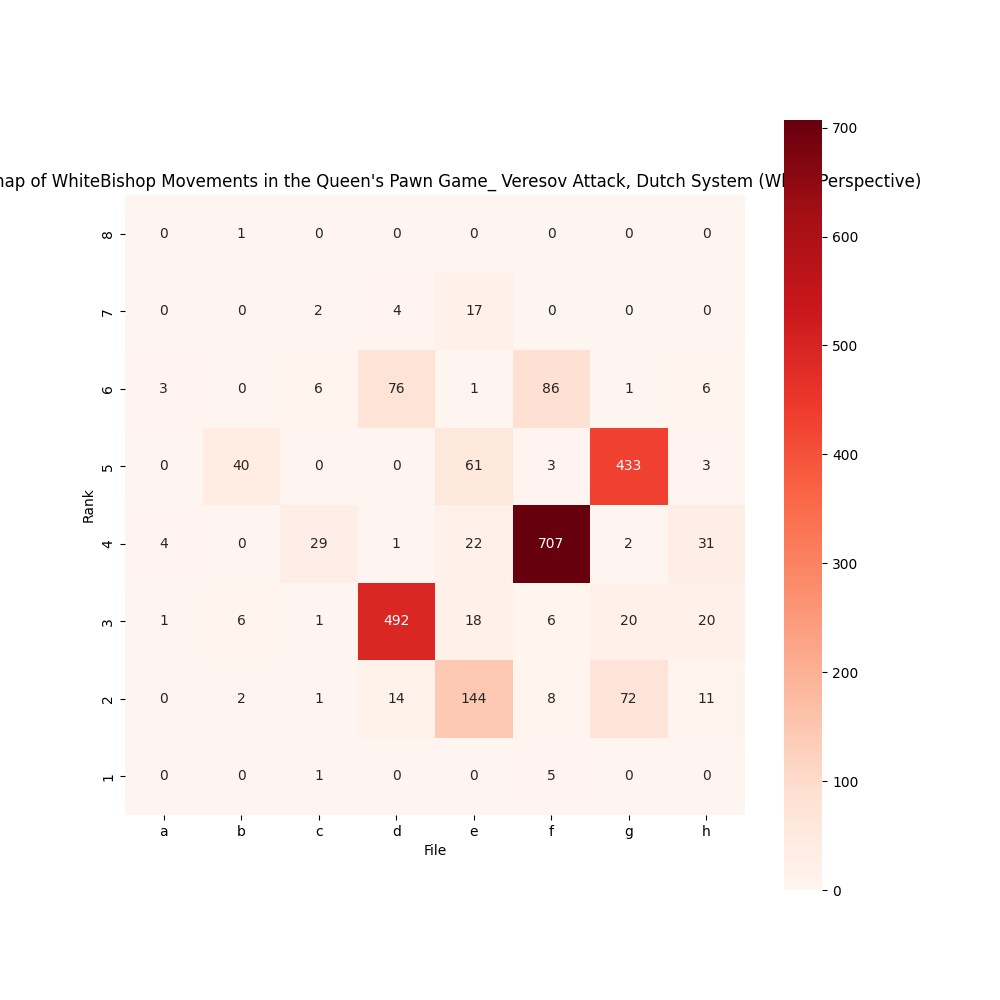 map of WhiteBishop Movements in the Queen's Pawn Game_ Veresov Attack, Dutch System (Wh Perspective)
700
600
500
400
300
200
100
0
Rank
8 0 1 0 0 0 0 0 0
7 0 0 2 4 17 0 0 0
6 3 0 6 76 1 86 1 6
5 0 40 0 0 61 3 433 3
4 4 0 29 1 22 707 2 31
3 1 6 1 492 18 6 20 20
2 0 2 1 14 144 8 72 11
1 0 0 1 0 0 5 0 0
a b c d e f g h
File